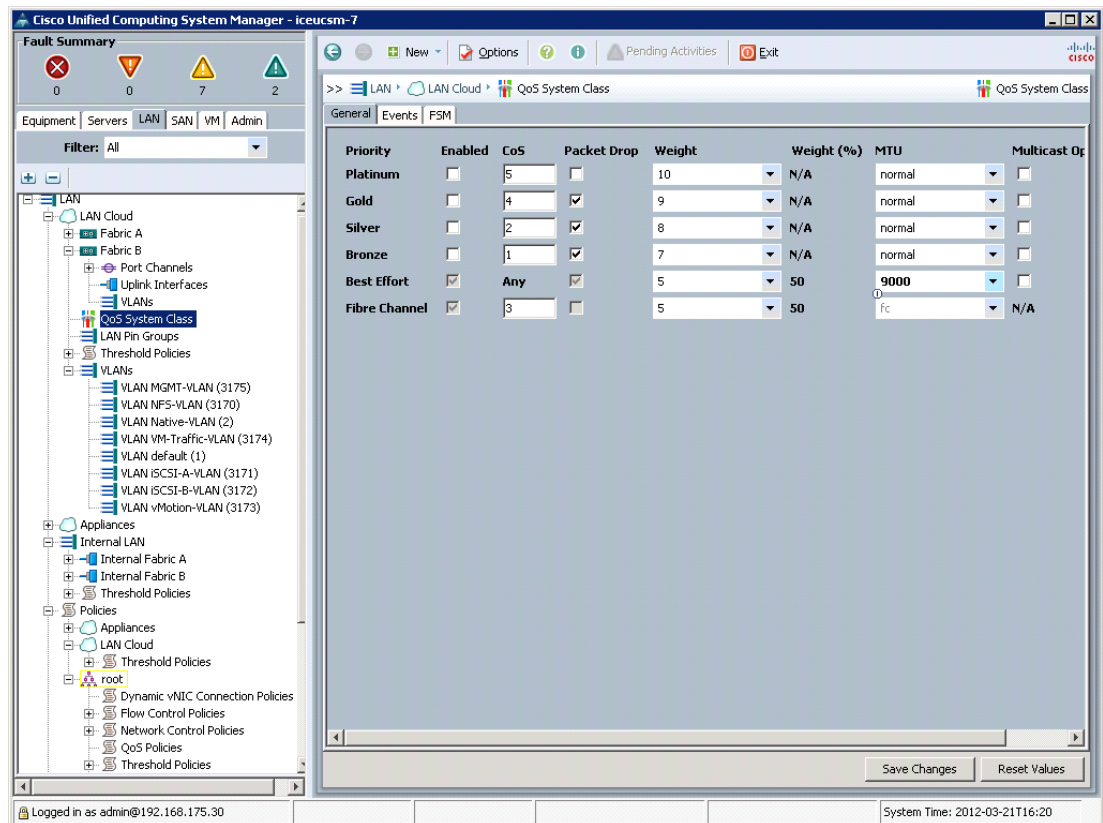 Cisco Unified Computing System Manager - iceucsm-7
Fault Summary
0 0 7 2
New Options Pending Activities Exit
cisco
>> LAN LAN Cloud QoS System Class QoS System Class
Equipment Servers LAN SAN VM Admin
Filter: All
General Events FSM
Priority Enabled CoS Packet Drop Weight Weight (%) MTU Multicast Op
Platinum 5 10 N/A normal
Gold 4 9 N/A normal
Silver 2 8 N/A normal
Bronze 1 7 N/A normal
Best Effort Any 5 50 9000
Fibre Channel 3 5 50 fc N/A
LAN
LAN Cloud
Fabric A
Fabric B
Port Channels
Uplink Interfaces
VLANs
QoS System Class
LAN Pin Groups
Threshold Policies
VLANs
VLAN MGMT-VLAN (3175)
VLAN NFS-VLAN (3170)
VLAN Native-VLAN (2)
VLAN VM-Traffic-VLAN (3174)
VLAN default (1)
VLAN iSCSI-A-VLAN (3171)
VLAN iSCSI-B-VLAN (3172)
VLAN vMotion-VLAN (3173)
Appliances
Internal LAN
Internal Fabric A
Internal Fabric B
Threshold Policies
Policies
Appliances
LAN Cloud
Threshold Policies
root
Dynamic vNIC Connection Policies
Flow Control Policies
Network Control Policies
QoS Policies
Threshold Policies
Save Changes Reset Values
Logged in as admin@192.168.175.30 System Time: 2012-03-21T16:20